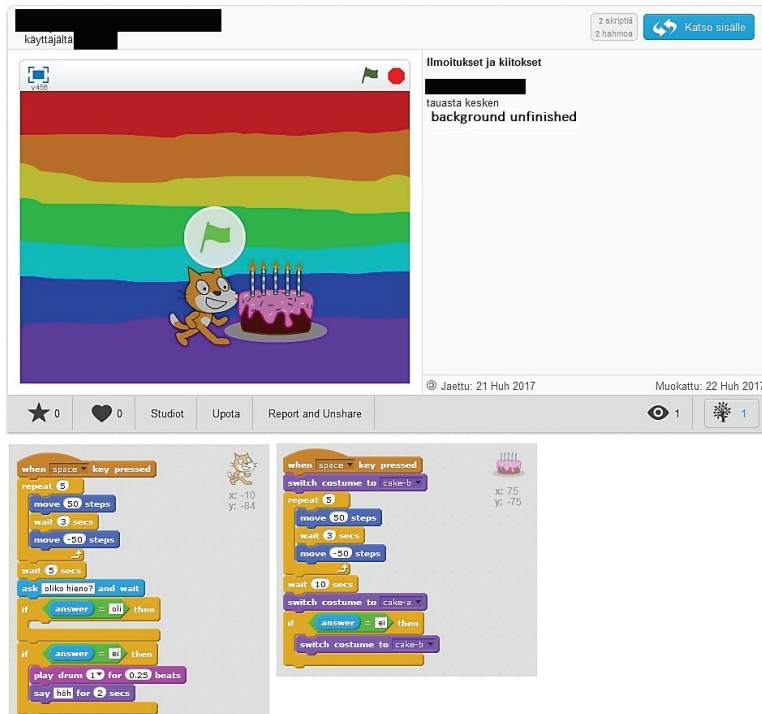 käyttäjältä
2 skriptiä
2 hahmoa
Katso sisälle
v456
Ilmoitukset ja kiitokset
tauasta kesken
background unfinished
Jaettu: 21 Huh 2017
Muokattu: 22 Huh 2017
0
0
Studiot
Upota
Report and Unshare
1
1
when space key pressed
repeat 5
move 50 steps
wait 3 secs
move -50 steps
wait 5 secs
ask oliko hieno? and wait
if answer = oli then
if answer = ei then
play drum 1 for 0.25 beats
say höh for 2 secs
x: -10
y: -84
when space key pressed
switch costume to cake-b
repeat 5
move 50 steps
wait 3 secs
move -50 steps
wait 10 secs
switch costume to cake-a
if answer = ei then
switch costume to cake-b
x: 75
y: -75